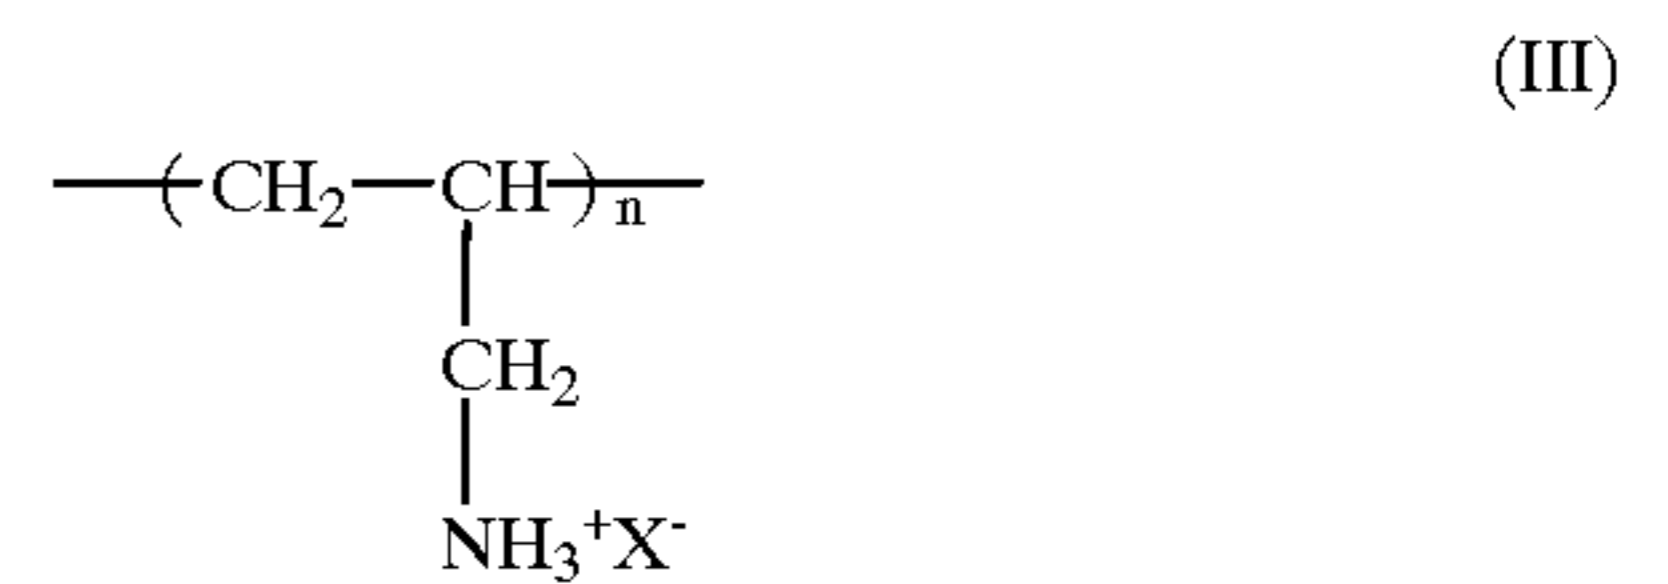 (III)
(CH₂—CH)ₙ
CH₂
NH₃⁺X⁻